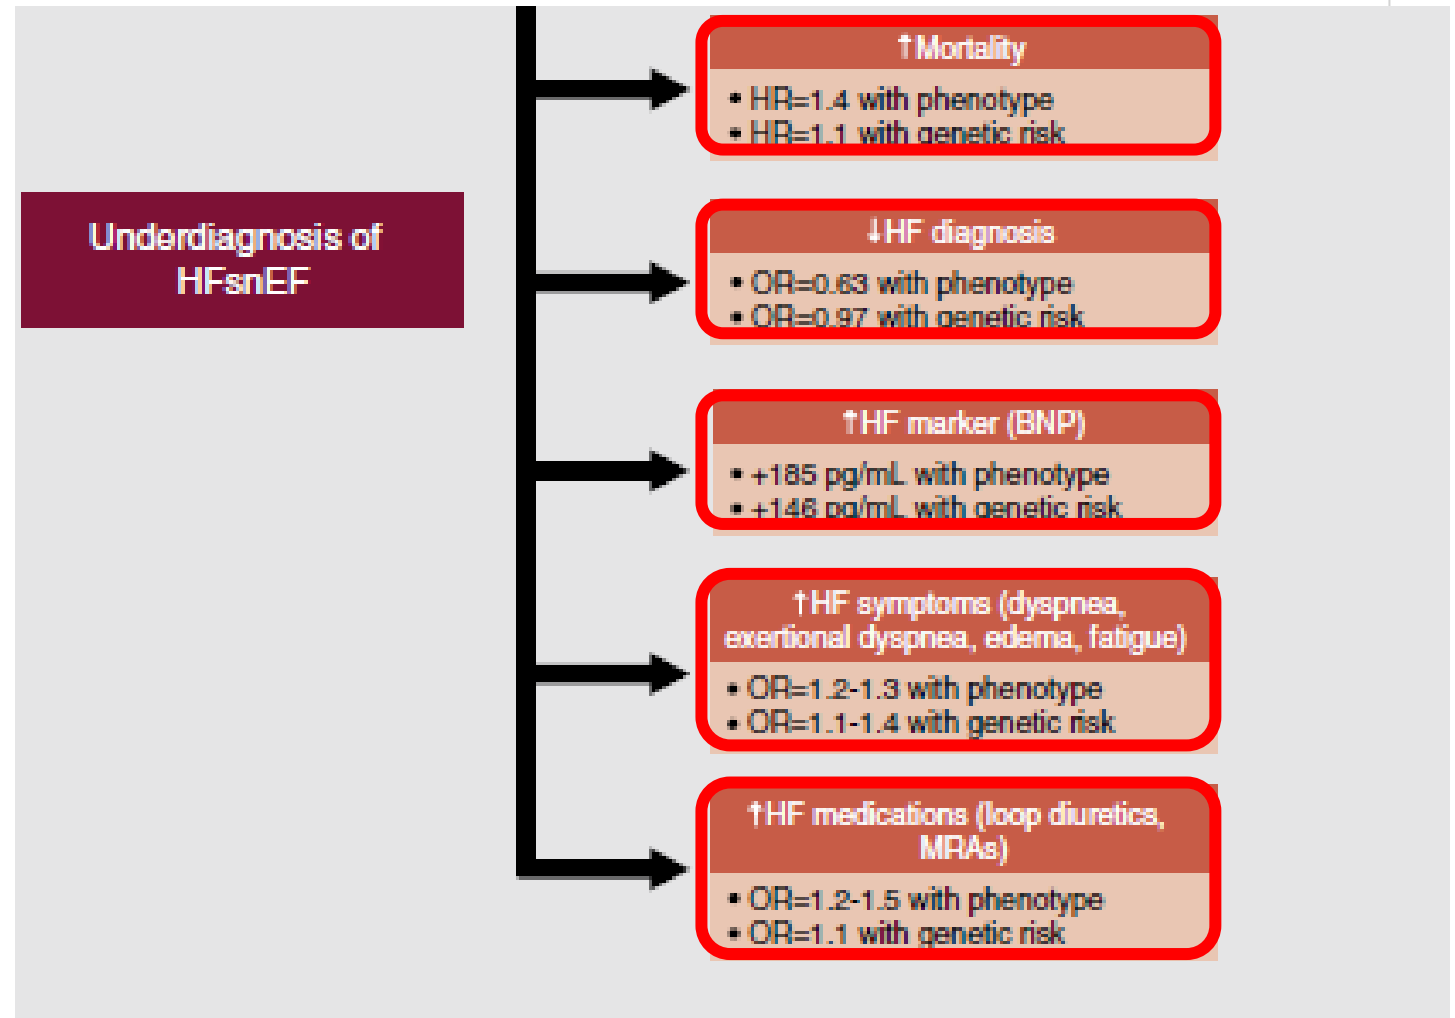 ↑Mortality
• HR=1.4 with phenotype
• HR=1.1 with genetic risk
Underdiagnosis of
HFsnEF
↓HF diagnosis
• OR=0.63 with phenotype
• OR=0.97 with genetic risk
↑HF marker (BNP)
• +185 pg/mL with phenotype
• +146 pg/mL with genetic risk
↑HF symptoms (dyspnea,
exertional dyspnea, edema, fatigue)
• OR=1.2-1.3 with phenotype
• OR=1.1-1.4 with genetic risk
↑HF medications (loop diuretics,
MRAs)
• OR=1.2-1.5 with phenotype
• OR=1.1 with genetic risk